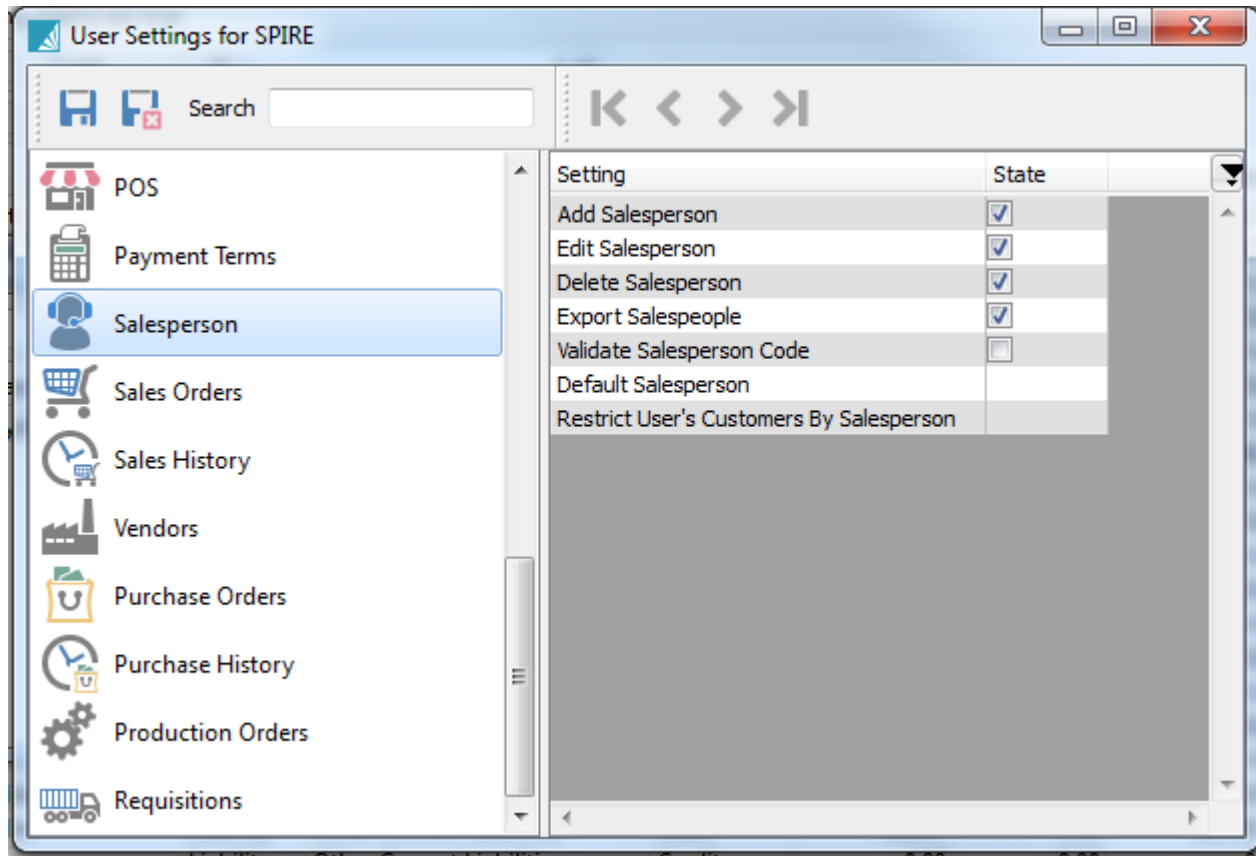 User Settings for SPIRE
Search
POS
Payment Terms
Salesperson
Sales Orders
Sales History
Vendors
Purchase Orders
Purchase History
Production Orders
Requisitions
Setting State
Add Salesperson
Edit Salesperson
Delete Salesperson
Export Salespeople
Validate Salesperson Code
Default Salesperson
Restrict User's Customers By Salesperson